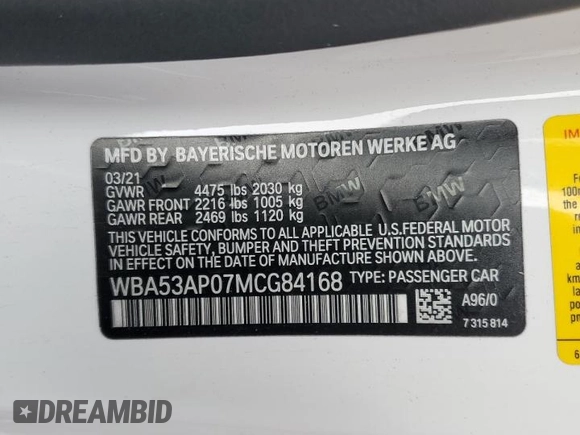 MFD BY BAYERISCHE MOTOREN WERKE AG
03/21
GVWR 4475 lbs 2030 kg
GAWR FRONT 2216 lbs 1005 kg
GAWR REAR 2469 lbs 1120 kg
THIS VEHICLE CONFORMS TO ALL APPLICABLE U.S.FEDERAL MOTOR
VEHICLE SAFETY, BUMPER AND THEFT PREVENTION STANDARDS
IN EFFECT ON THE DATE OF MANUFACTURE SHOWN ABOVE.
WBA53AP07MCG84168 TYPE: PASSENGER CAR
A96/0
7 315 814
BMW
BMW
DREAMBID